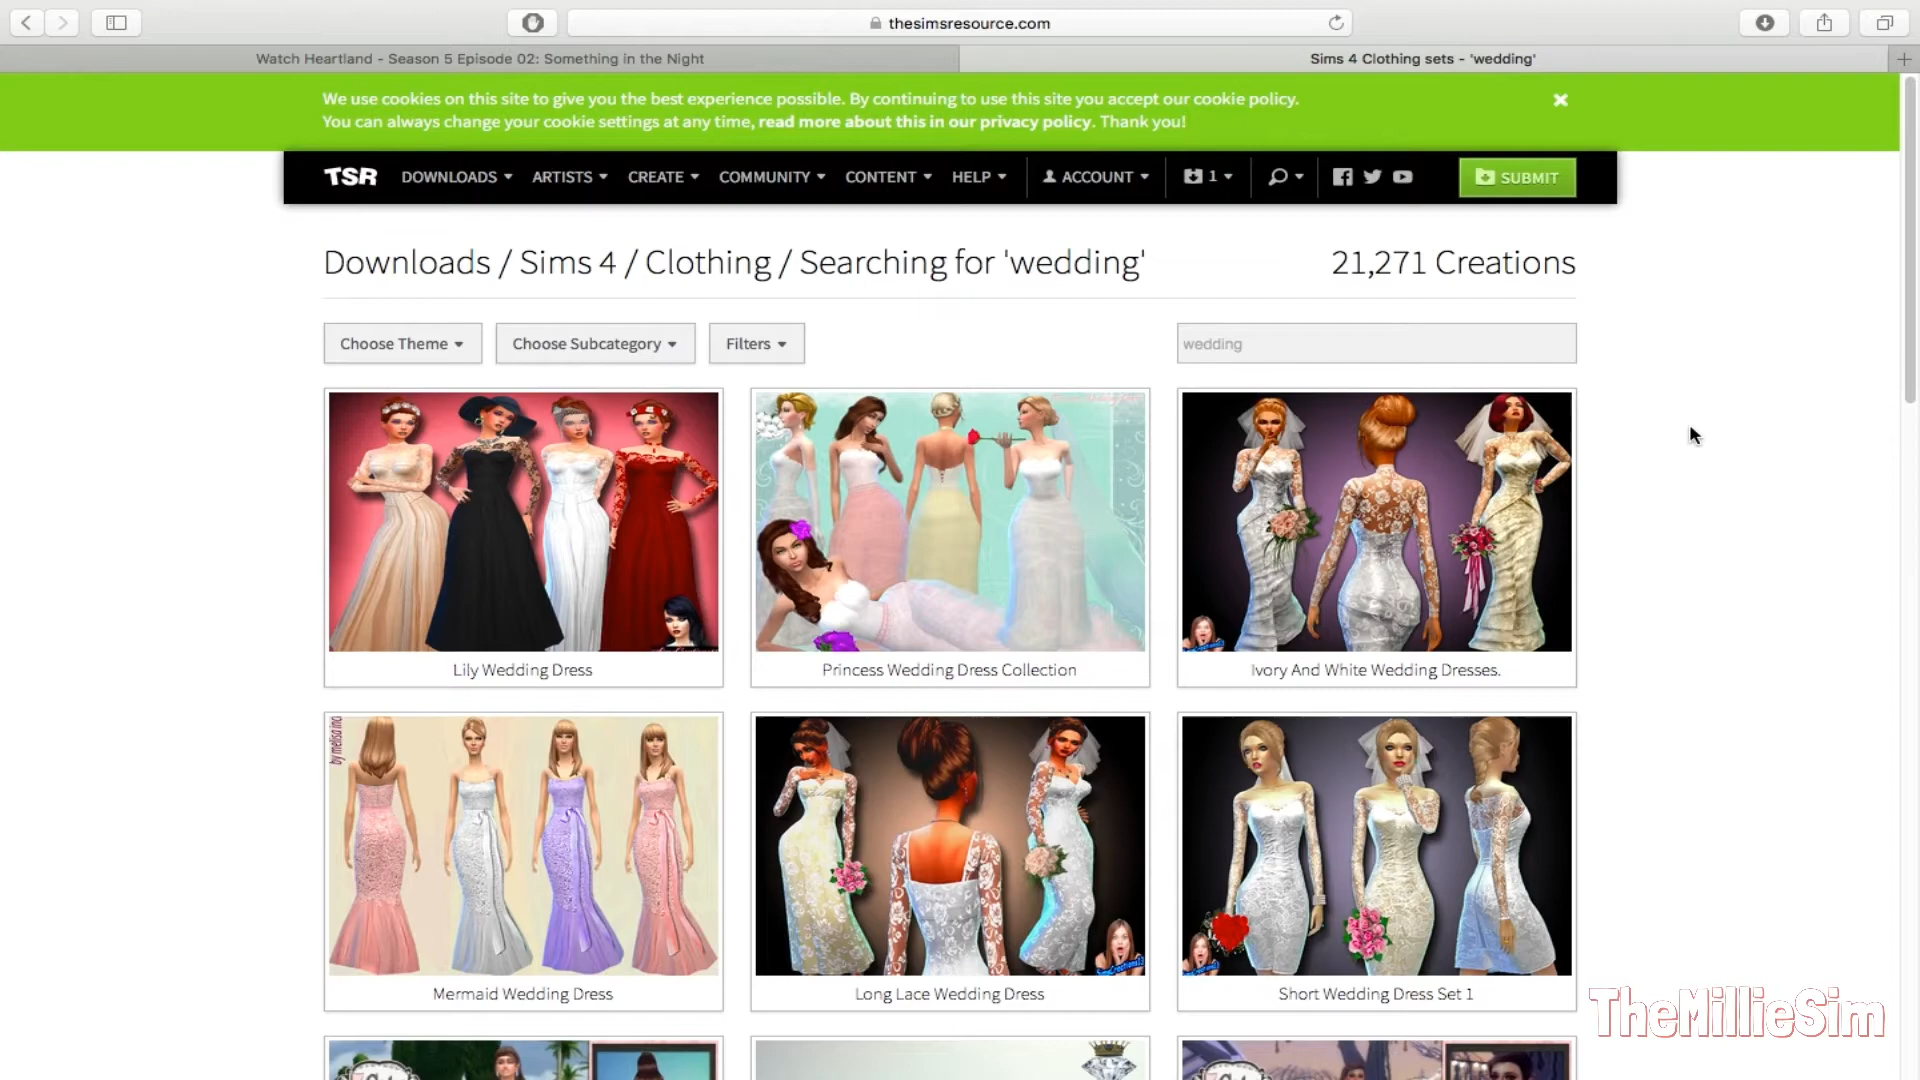 thesimsresource.com
Watch Heartland - Season 5 Episode 02: Something in the Night
Sims 4 Clothing sets - 'wedding'
We use cookies on this site to give you the best experience possible. By continuing to use this site you accept our cookie policy.
You can always change your cookie settings at any time, read more about this in our privacy policy. Thank you!
TSR DOWNLOADS ARTISTS CREATE COMMUNITY CONTENT HELP ACCOUNT 1 SUBMIT
Downloads / Sims 4 / Clothing / Searching for 'wedding'
21,271 Creations
Choose Theme
Choose Subcategory
Filters
wedding
Lily Wedding Dress
Princess Wedding Dress Collection
Ivory And White Wedding Dresses.
by melisa inci
Mermaid Wedding Dress
Long Lace Wedding Dress
Short Wedding Dress Set 1
TheMillieSim